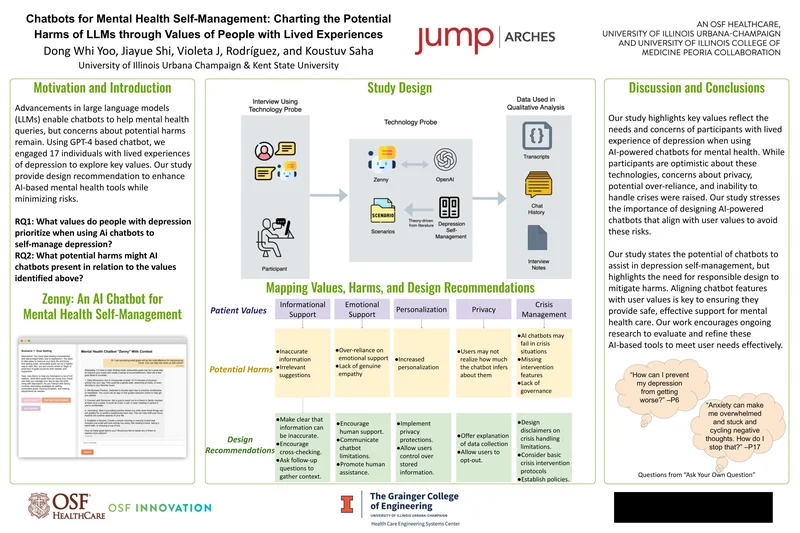 Chatbots for Mental Health Self-Management: Charting the Potential
Harms of LLMs through Values of People with Lived Experiences
Dong Whi Yoo, Jiayue Shi, Violeta J, Rodríguez, and Koustuv Saha
University of Illinois Urbana Champaign & Kent State University
jump ARCHES
AN OSF HEALTHCARE,
UNIVERSITY OF ILLINOIS URBANA-CHAMPAIGN
AND UNIVERSITY OF ILLINOIS COLLEGE OF
MEDICINE PEORIA COLLABORATION
Motivation and Introduction
Advancements in large language models
(LLMs) enable chatbots to help mental health
queries, but concerns about potential harms
remain. Using GPT-4 based chatbot, we
engaged 17 individuals with lived experiences
of depression to explore key values. Our study
provide design recommendation to enhance
AI-based mental health tools while
minimizing risks.
RQ1: What values do people with depression
prioritize when using Ai chatbots to
self-manage depression?
RQ2: What potential harms might AI
chatbots present in relation to the values
identified above?
Zenny: An AI Chatbot for
Mental Health Self-Management
Mental Health Chatbot "Zenny" With Context
Study Design
Interview Using
Technology Probe
Participant
Technology Probe
Zenny
OpenAI
SCENARIO
Scenarios
Theory-driven
from literature
Depression
Self-
Management
Data Used in
Qualitative Analysis
Transcripts
Chat
History
Interview
Notes
Mapping Values, Harms, and Design Recommendations
Patient Values
Informational
Support
Emotional
Support
Personalization
Privacy
Crisis
Management
Potential Harms
●Inaccurate
information
●Irrelevant
suggestions
●Over-reliance on
emotional support
●Lack of genuine
empathy
●Increased
personalization
●Users may not
realize how much
the chatbot infers
about them
●AI chatbots may
fail in crisis
situations
●Missing
intervention
features
●Lack of
governance
Design
Recommendations
●Make clear that
information can
be inaccurate.
●Encourage
cross-checking.
●Ask follow-up
questions to
gather context.
●Encourage
human support.
●Communicate
chatbot
limitations.
●Promote human
assistance.
●Implement
privacy
protections.
●Allow users
control over
stored
information.
●Offer explanation
of data collection
●Allow users to
opt-out.
●Design
disclaimers on
crisis handling
limitations.
●Consider basic
crisis intervention
protocols
●Establish policies.
Discussion and Conclusions
Our study highlights key values reflect the
needs and concerns of participants with lived
experience of depression when using
AI-powered chatbots for mental health. While
participants are optimistic about these
technologies, concerns about privacy,
potential over-reliance, and inability to
handle crises were raised. Our study stresses
the importance of designing AI-powered
chatbots that align with user values to avoid
these risks.
Our study states the potential of chatbots to
assist in depression self-management, but
highlights the need for responsible design to
mitigate harms. Aligning chatbot features
with user values is key to ensuring they
provide safe, effective support for mental
health care. Our work encourages ongoing
research to evaluate and refine these
AI-based tools to meet user needs effectively.
"How can I prevent
my depression
from getting
worse?" –P6
"Anxiety can make
me overwhelmed
and stuck and
cycling negative
thoughts. How do I
stop that?"–P17
Questions from "Ask Your Own Question"
OSF
HEALTHCARE
OSF INNOVATION
The Grainger College
of Engineering
UNIVERSITY OF ILLINOIS URBANA-CHAMPAIGN
Health Care Engineering Systems Center